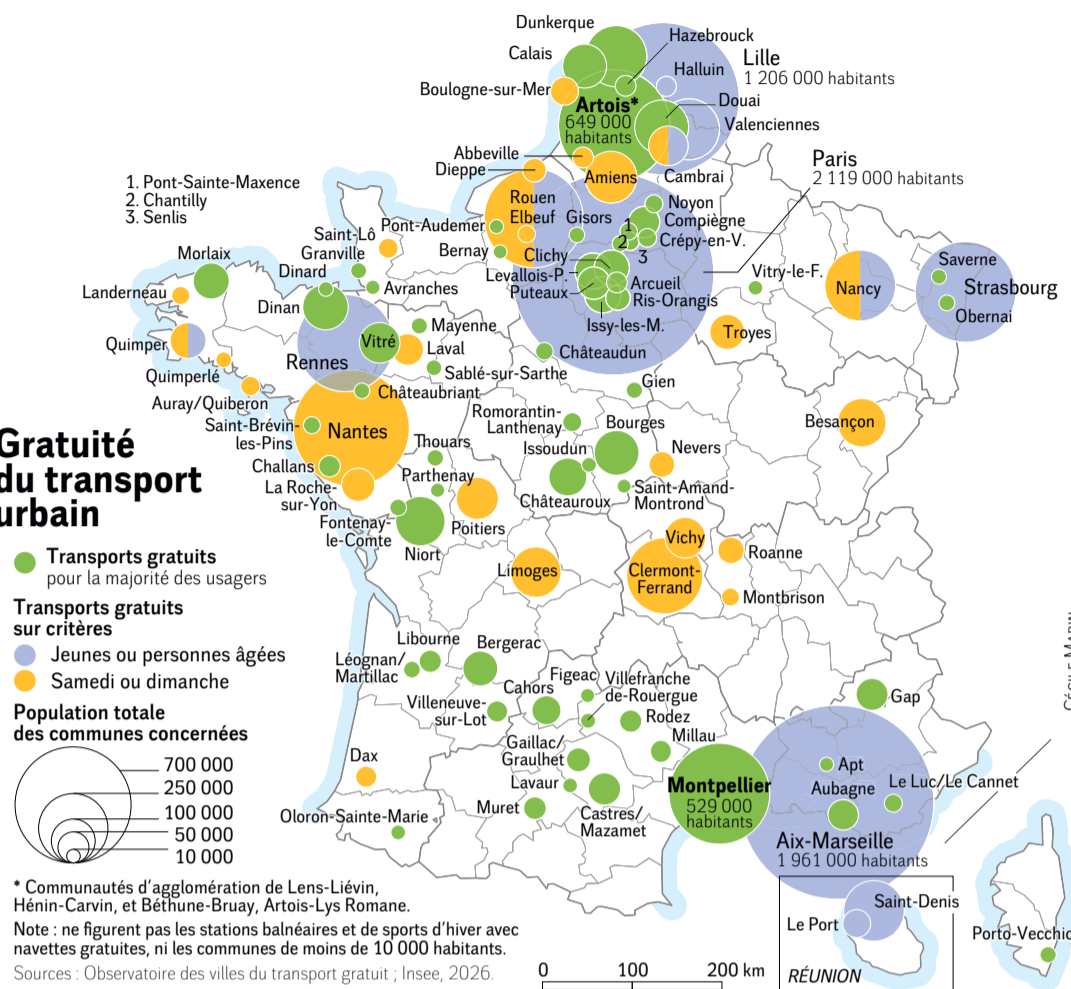 Dunkerque
Hazebrouck
Calais
Lille
1 206 000 habitants
Halluin
Boulogne-sur-Mer
Artois*
649 000
habitants
Douai
Valenciennes
Abbeville
Dieppe
Amiens
Cambrai
Paris
2 119 000 habitants
1. Pont-Sainte-Maxence
2. Chantilly
3. Senlis
Rouen
Elbeuf
Gisors
Noyon
Compiègne
1
2
3
Crépy-en-V.
Pont-Audemer
Saint-Lô
Granville
Bernay
Clichy
Morlaix
Dinard
Levallois-P.
Puteaux
Arcueil
Ris-Orangis
Issy-les-M.
Vitry-le-F.
Saverne
Strasbourg
Obernai
Nancy
Landerneau
Avranches
Dinan
Mayenne
Troyes
Quimper
Rennes
Vitré
Laval
Châteaudun
Quimperlé
Sablé-sur-Sarthe
Gien
Auray/Quiberon
Châteaubriant
Saint-Brévin-
les-Pins
Nantes
Romorantin-
Lanthenay
Bourges
Besançon
Thouars
Issoudun
Nevers
Challans
Parthenay
La Roche-
sur-Yon
Châteauroux
Saint-Amand-
Montrond
Fontenay-
le-Comte
Niort
Poitiers
Vichy
Roanne
Limoges
Clermont-
Ferrand
Montbrison
Gratuité
du transport
urbain
Transports gratuits
pour la majorité des usagers
Transports gratuits
sur critères
Jeunes ou personnes âgées
Samedi ou dimanche
Population totale
des communes concernées
700 000
250 000
100 000
50 000
10 000
Libourne
Bergerac
Léognan/
Martillac
Figeac
Villefranche
de-Rouergue
Cahors
Villeneuve-
sur-Lot
Rodez
Gap
Gaillac/
Graulhet
Millau
Dax
Lavaur
Montpellier
529 000
habitants
Apt
Aubagne
Le Luc/Le Cannet
Oloron-Sainte-Marie
Muret
Castres/
Mazamet
Aix-Marseille
1 961 000 habitants
Saint-Denis
Le Port
RÉUNION
Porto-Vecchio
* Communautés d'agglomération de Lens-Liévin,
Hénin-Carvin, et Béthune-Bruay, Artois-Lys Romane.
Note : ne figurent pas les stations balnéaires et de sports d'hiver avec
navettes gratuites, ni les communes de moins de 10 000 habitants.
Sources : Observatoire des villes du transport gratuit ; Insee, 2026.
0 100 200 km
CÉCILE MARIN